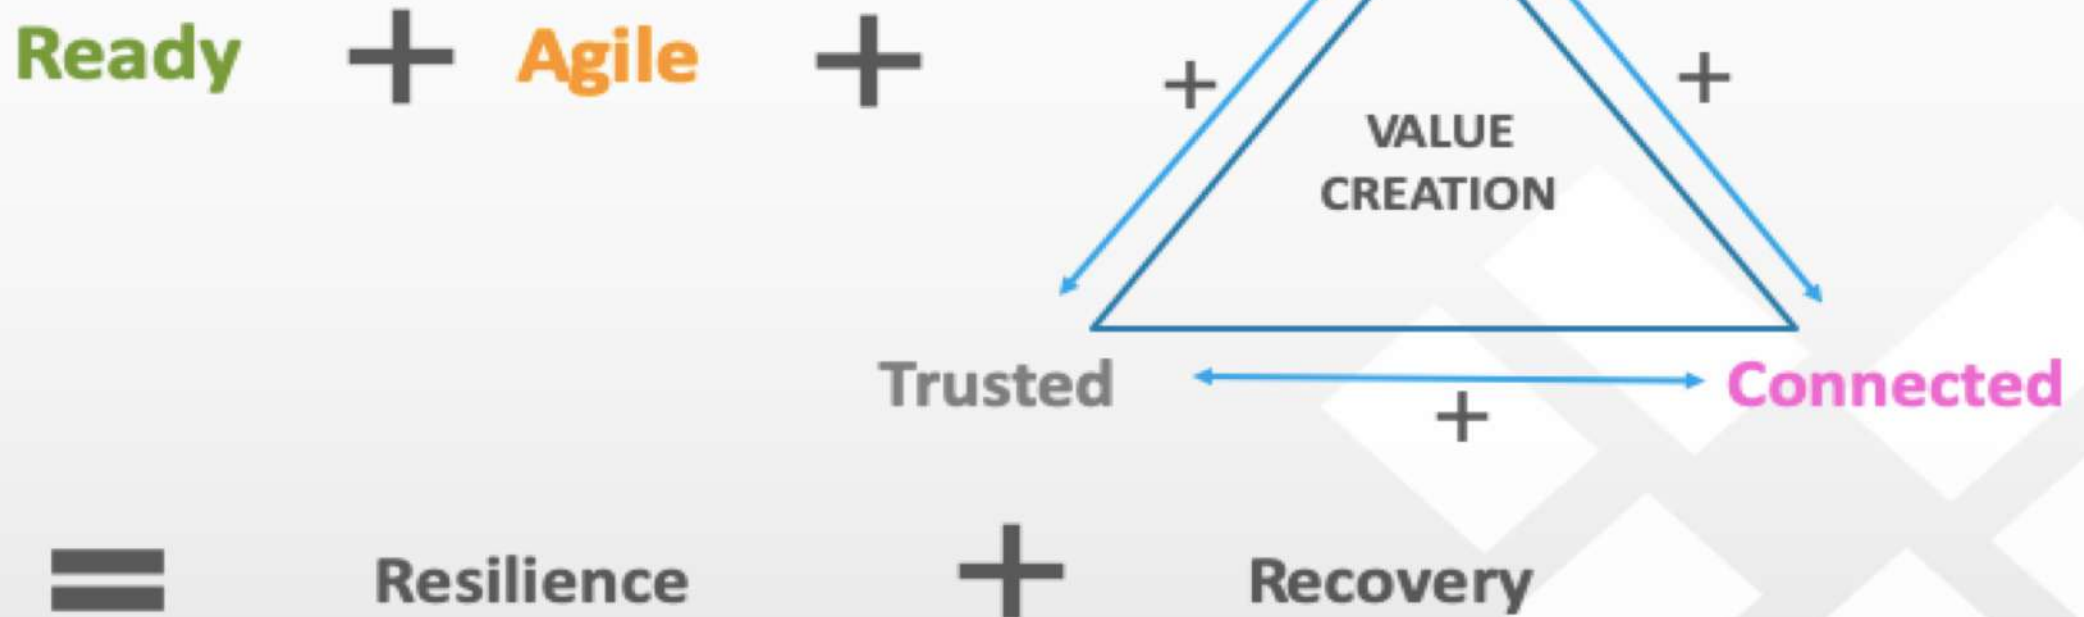 Ready + Agile +
+ +
VALUE
CREATION
Trusted Connected
+
= Resilience + Recovery